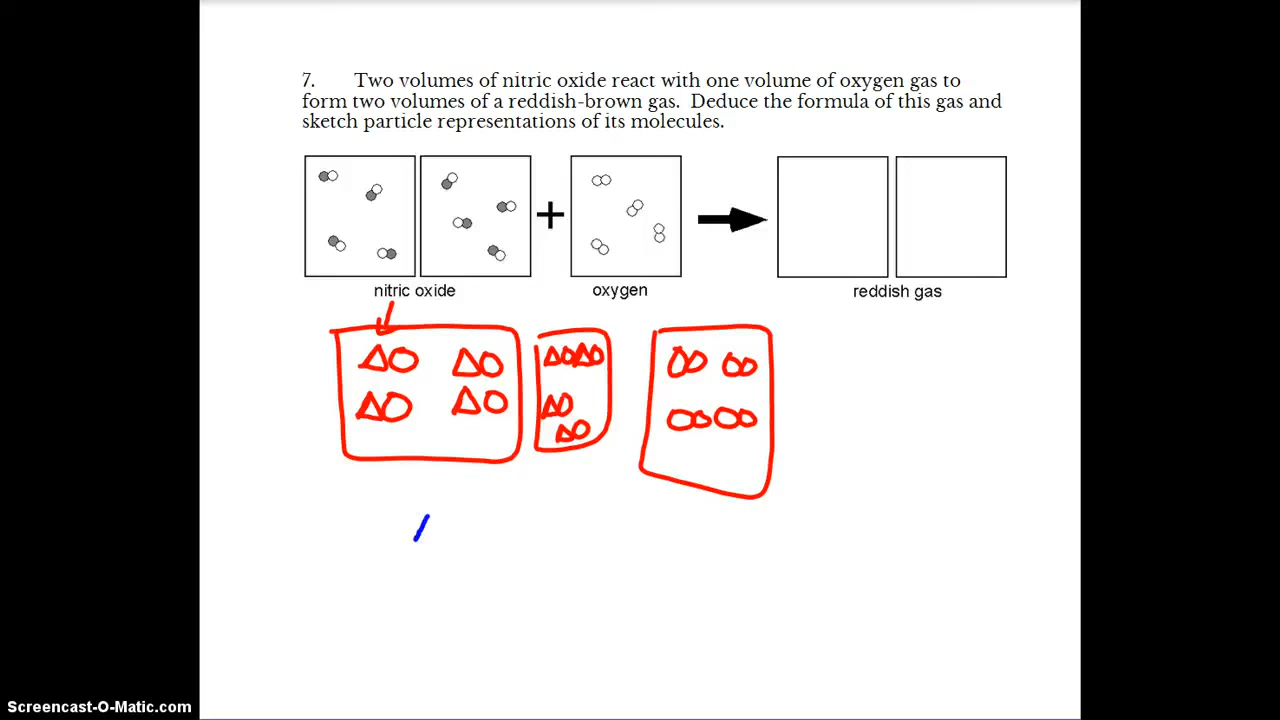 7. Two volumes of nitric oxide react with one volume of oxygen gas to
form two volumes of a reddish-brown gas. Deduce the formula of this gas and
sketch particle representations of its molecules.
+
nitric oxide
oxygen
reddish gas
Screencast-O-Matic.com